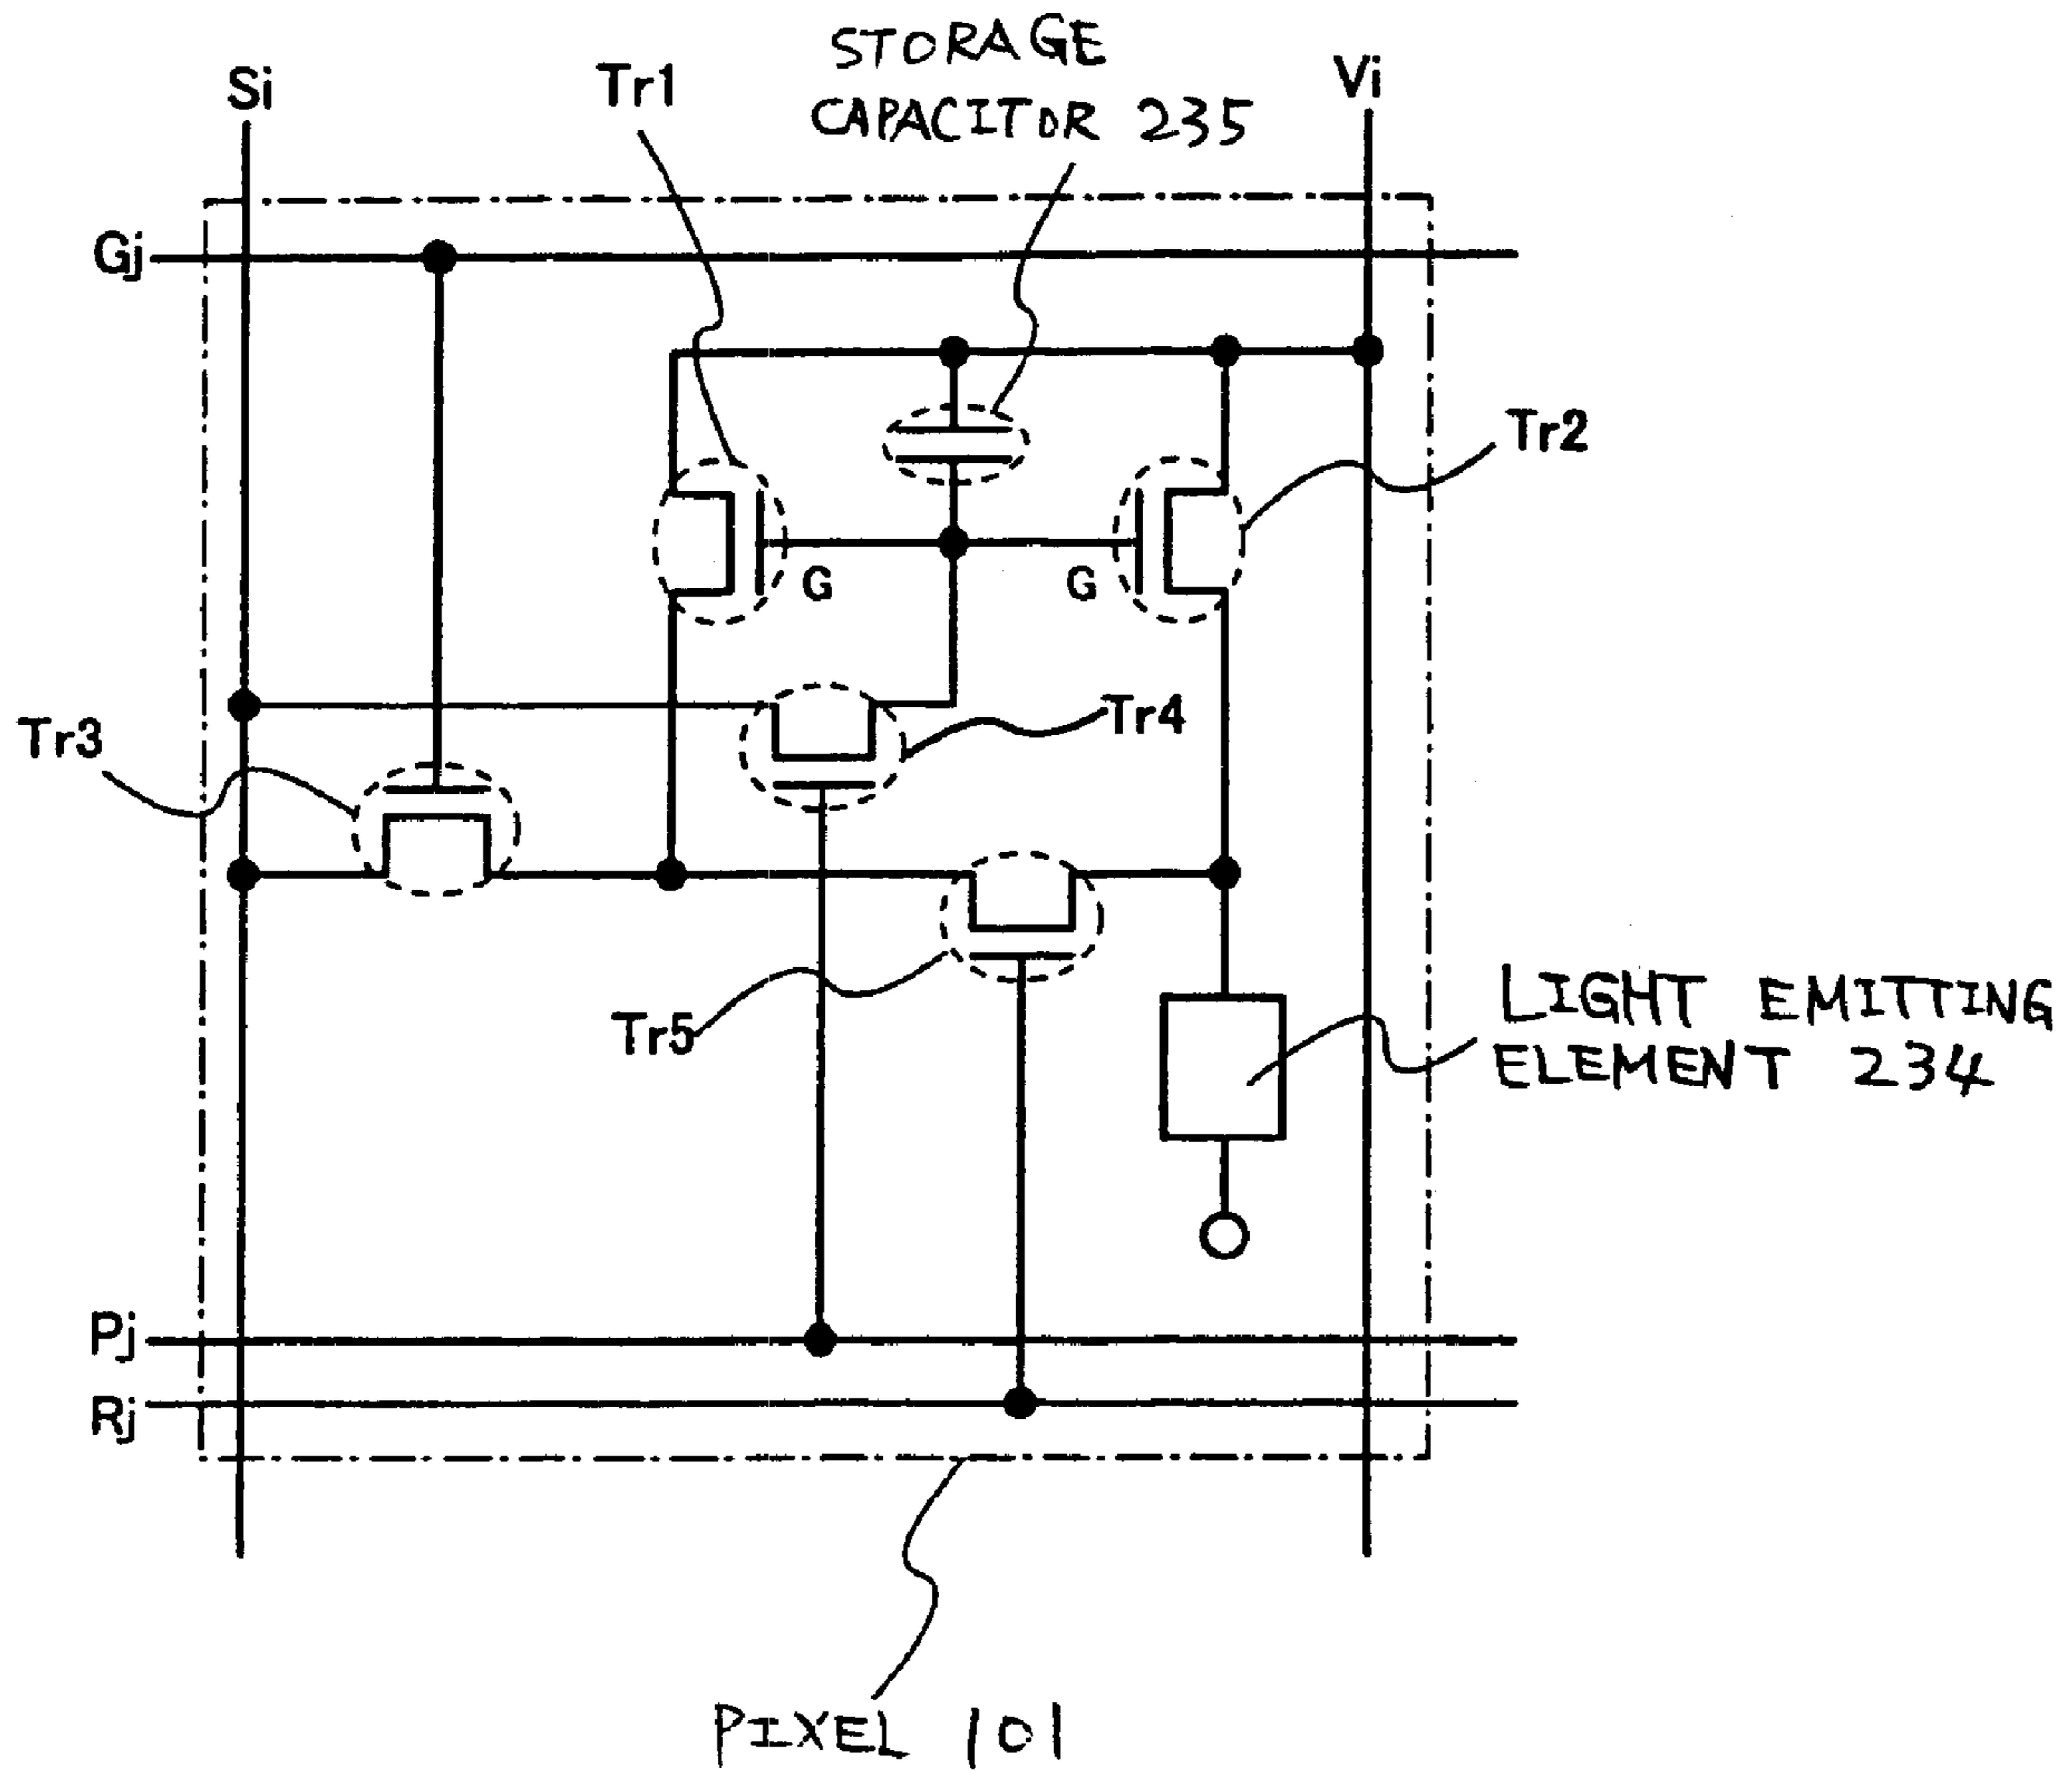 STORAGE
CAPACITOR 235
Si
Tr1
Vi
Gj
Tr2
G
G
Tr3
Tr4
Tr5
LIGHT EMITTING
ELEMENT 234
Pj
Rj
PIXEL 101